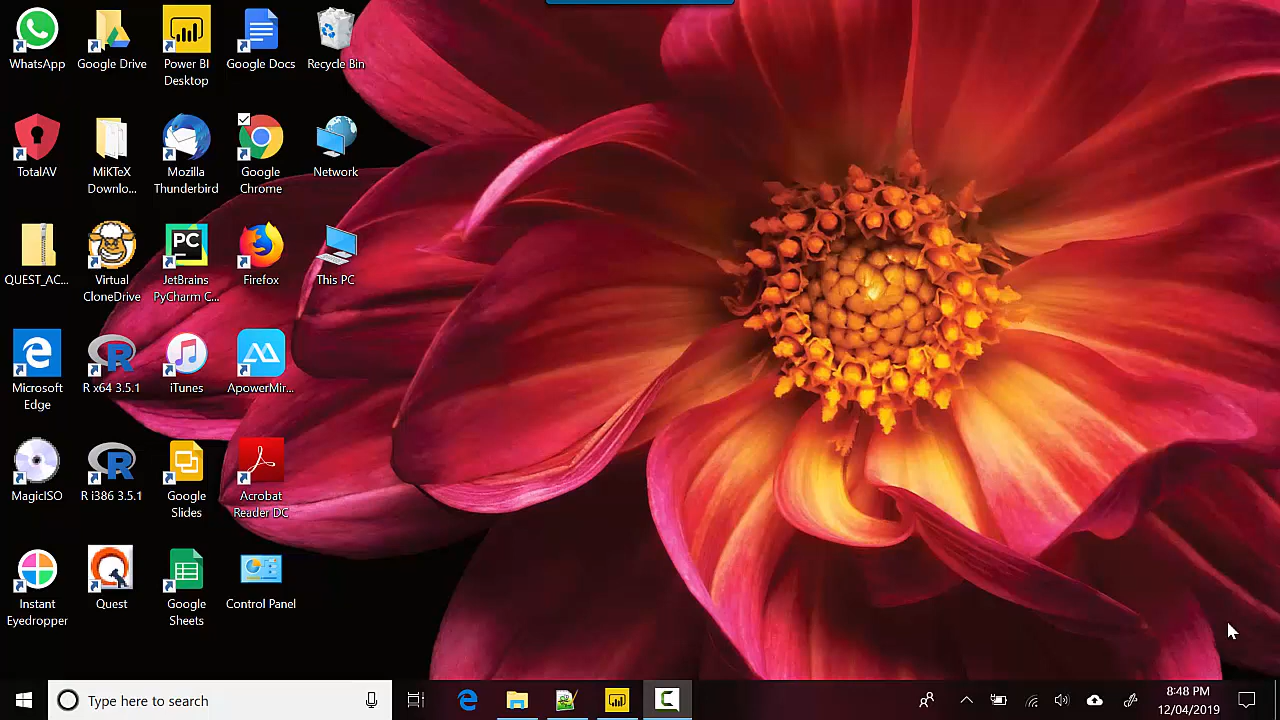 WhatsApp
Google Drive
Power BI
Desktop
Google Docs
Recycle Bin
TotalAV
MiKTeX
Downlo...
Mozilla
Thunderbird
Google
Chrome
Network
QUEST_AC...
Virtual
CloneDrive
PC
JetBrains
PyCharm C...
Firefox
This PC
Microsoft
Edge
R x64 3.5.1
iTunes
ApowerMir...
MagicISO
R i386 3.5.1
Google
Slides
Acrobat
Reader DC
Instant
Eyedropper
Quest
Google
Sheets
Control Panel
Type here to search
8:48 PM
12/04/2019